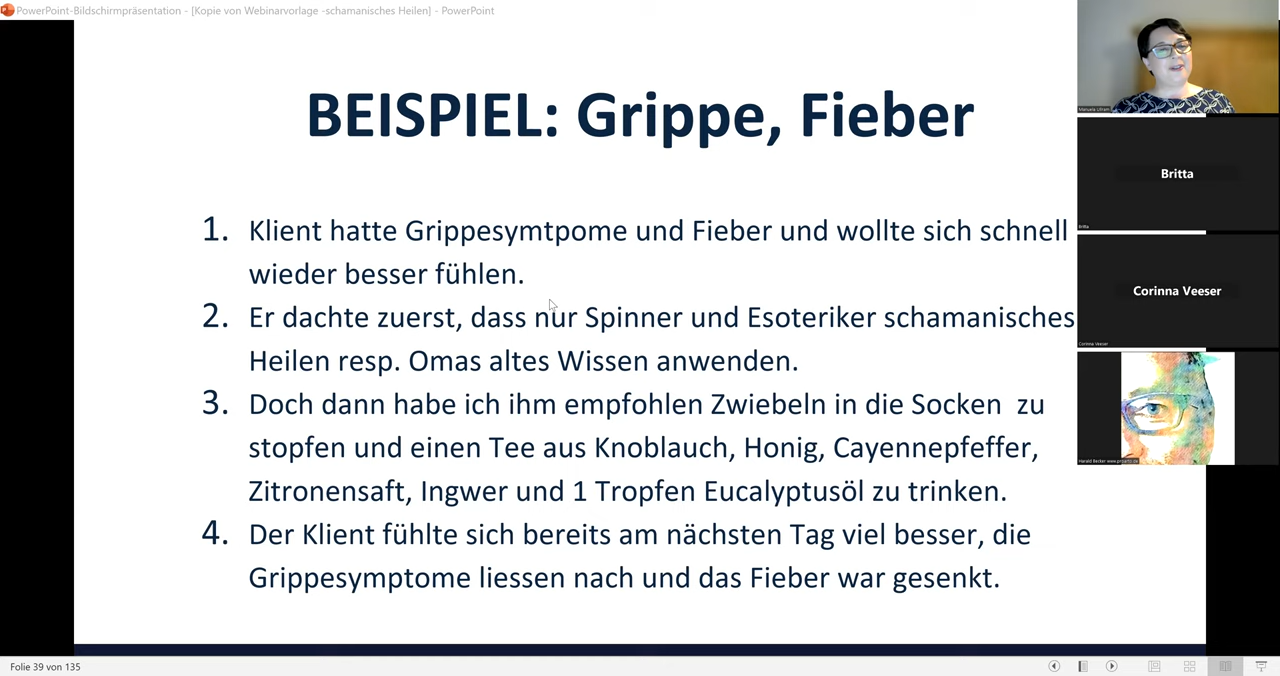 PowerPoint-Bildschirmpräsentation - [Kopie von Webinarvorlage -schamanisches Heilen] - PowerPoint
BEISPIEL: Grippe, Fieber
1. Klient hatte Grippesymtpome und Fieber und wollte sich schnell
wieder besser fühlen.
2. Er dachte zuerst, dass nur Spinner und Esoteriker schamanisches
Heilen resp. Omas altes Wissen anwenden.
3. Doch dann habe ich ihm empfohlen Zwiebeln in die Socken zu
stopfen und einen Tee aus Knoblauch, Honig, Cayennepfeffer,
Zitronensaft, Ingwer und 1 Tropfen Eucalyptusöl zu trinken.
4. Der Klient fühlte sich bereits am nächsten Tag viel besser, die
Grippesymptome liessen nach und das Fieber war gesenkt.
Britta
Britta
Corinna Veeser
Corinna Veeser
Harald Becker
Folie 39 von 135